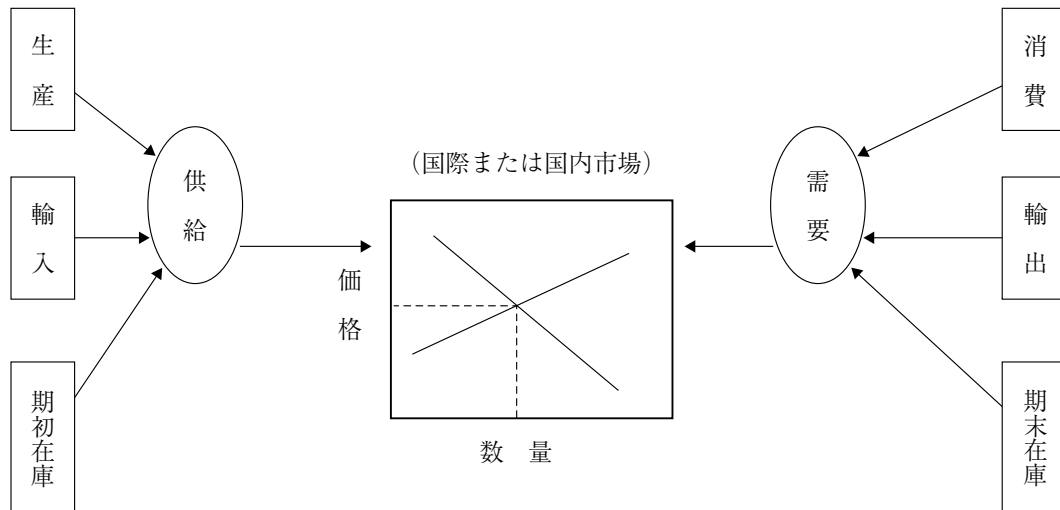 生産
輸入
期初在庫
供給
（国際または国内市場）
価格
数　量
需要
消費
輸出
期末在庫